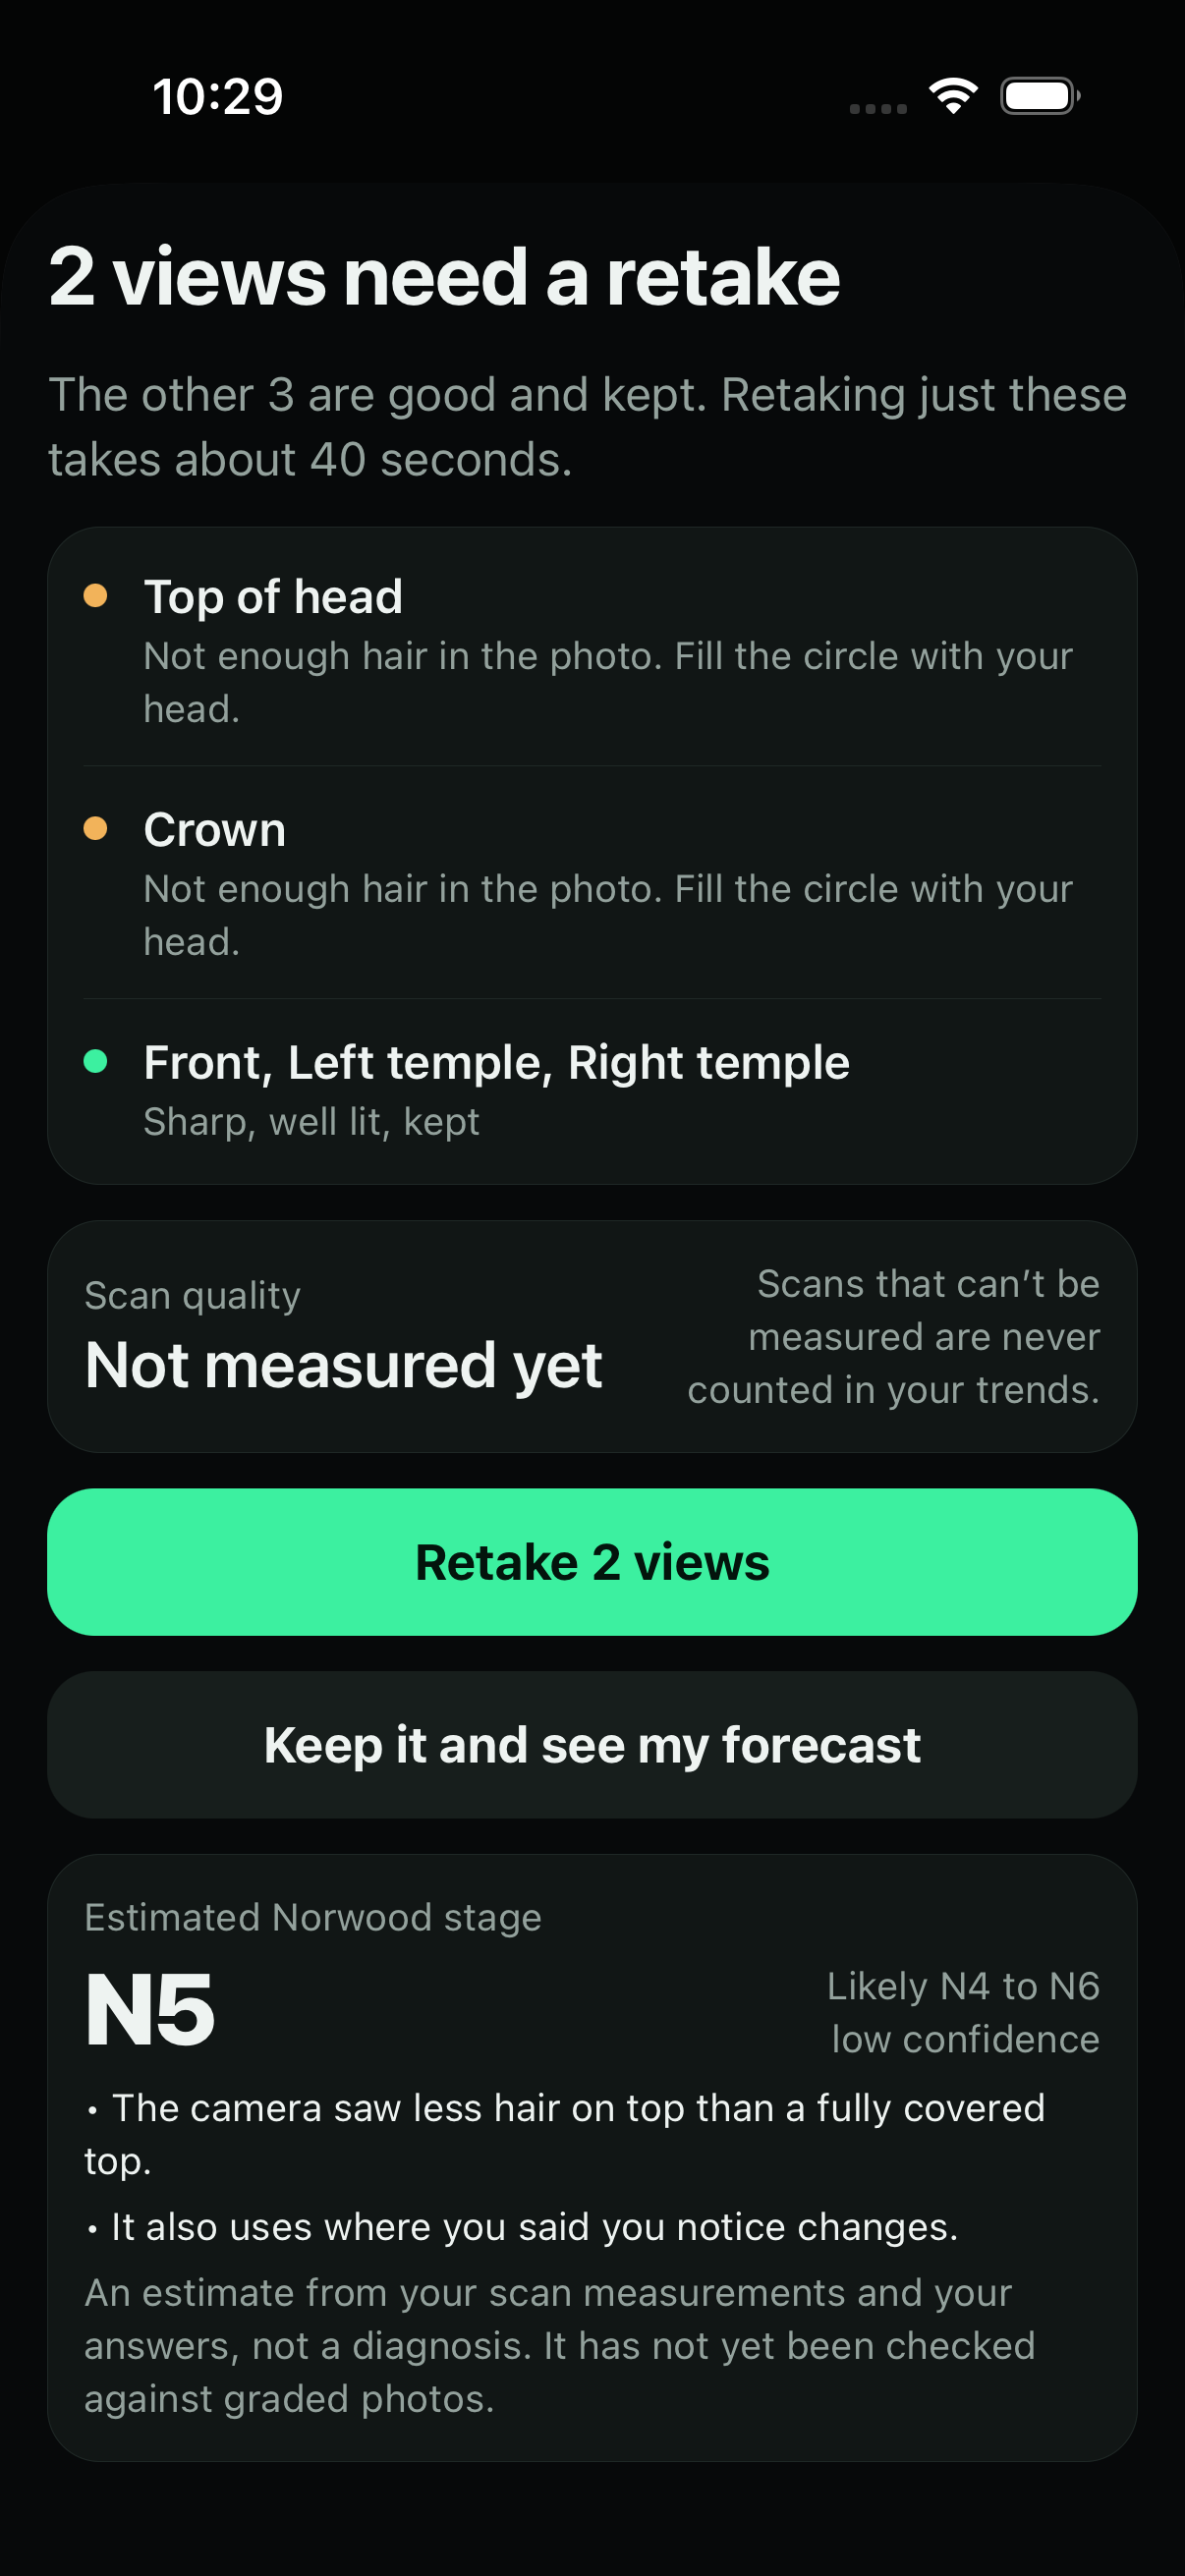 10:29
2 views need a retake
The other 3 are good and kept. Retaking just these
takes about 40 seconds.
Top of head
Not enough hair in the photo. Fill the circle with your
head.
Crown
Not enough hair in the photo. Fill the circle with your
head.
Front, Left temple, Right temple
Sharp, well lit, kept
Scan quality
Not measured yet
Scans that can’t be
measured are never
counted in your trends.
Retake 2 views
Keep it and see my forecast
Estimated Norwood stage
N5
Likely N4 to N6
low confidence
• The camera saw less hair on top than a fully covered
top.
• It also uses where you said you notice changes.
An estimate from your scan measurements and your
answers, not a diagnosis. It has not yet been checked
against graded photos.